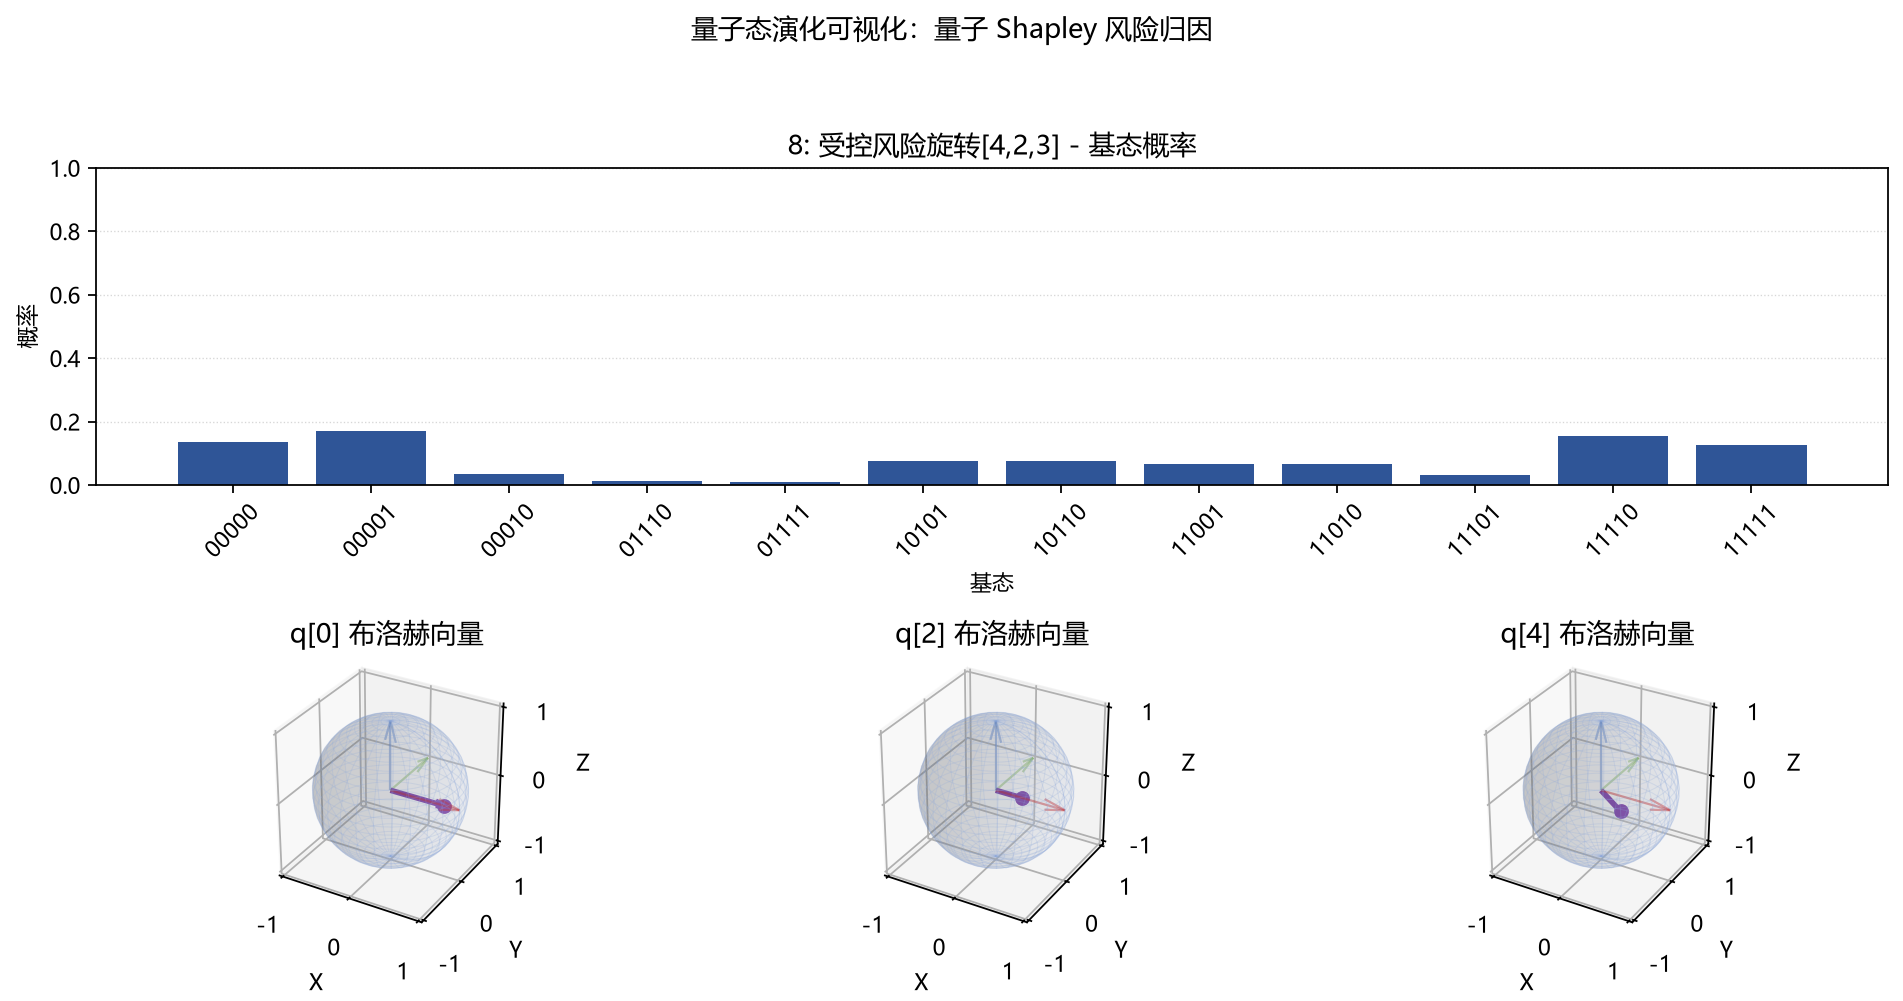 量子态演化可视化：量子 Shapley 风险归因
8: 受控风险旋转[4,2,3] - 基态概率
1.0
0.8
0.6
0.4
0.2
0.0
概率
00000
00001
00010
01110
01111
10101
10110
11001
11010
11101
11110
11111
基态
q[0] 布洛赫向量
q[2] 布洛赫向量
q[4] 布洛赫向量
1
Z
0
-1
1
0
Y
-1
-1
0
1
X
1
Z
0
-1
1
0
Y
-1
-1
0
1
X
1
Z
0
-1
1
0
Y
-1
-1
0
1
X